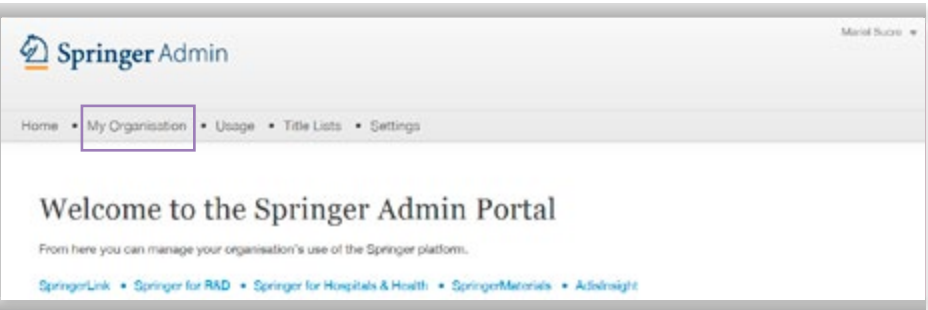 Mariel Sucre
Springer Admin
Home • My Organisation • Usage • Title Lists • Settings
Welcome to the Springer Admin Portal
From here you can manage your organisation's use of the Springer platform.
SpringerLink • Springer for R&D • Springer for Hospitals & Health • SpringerMaterials • AdisInsight